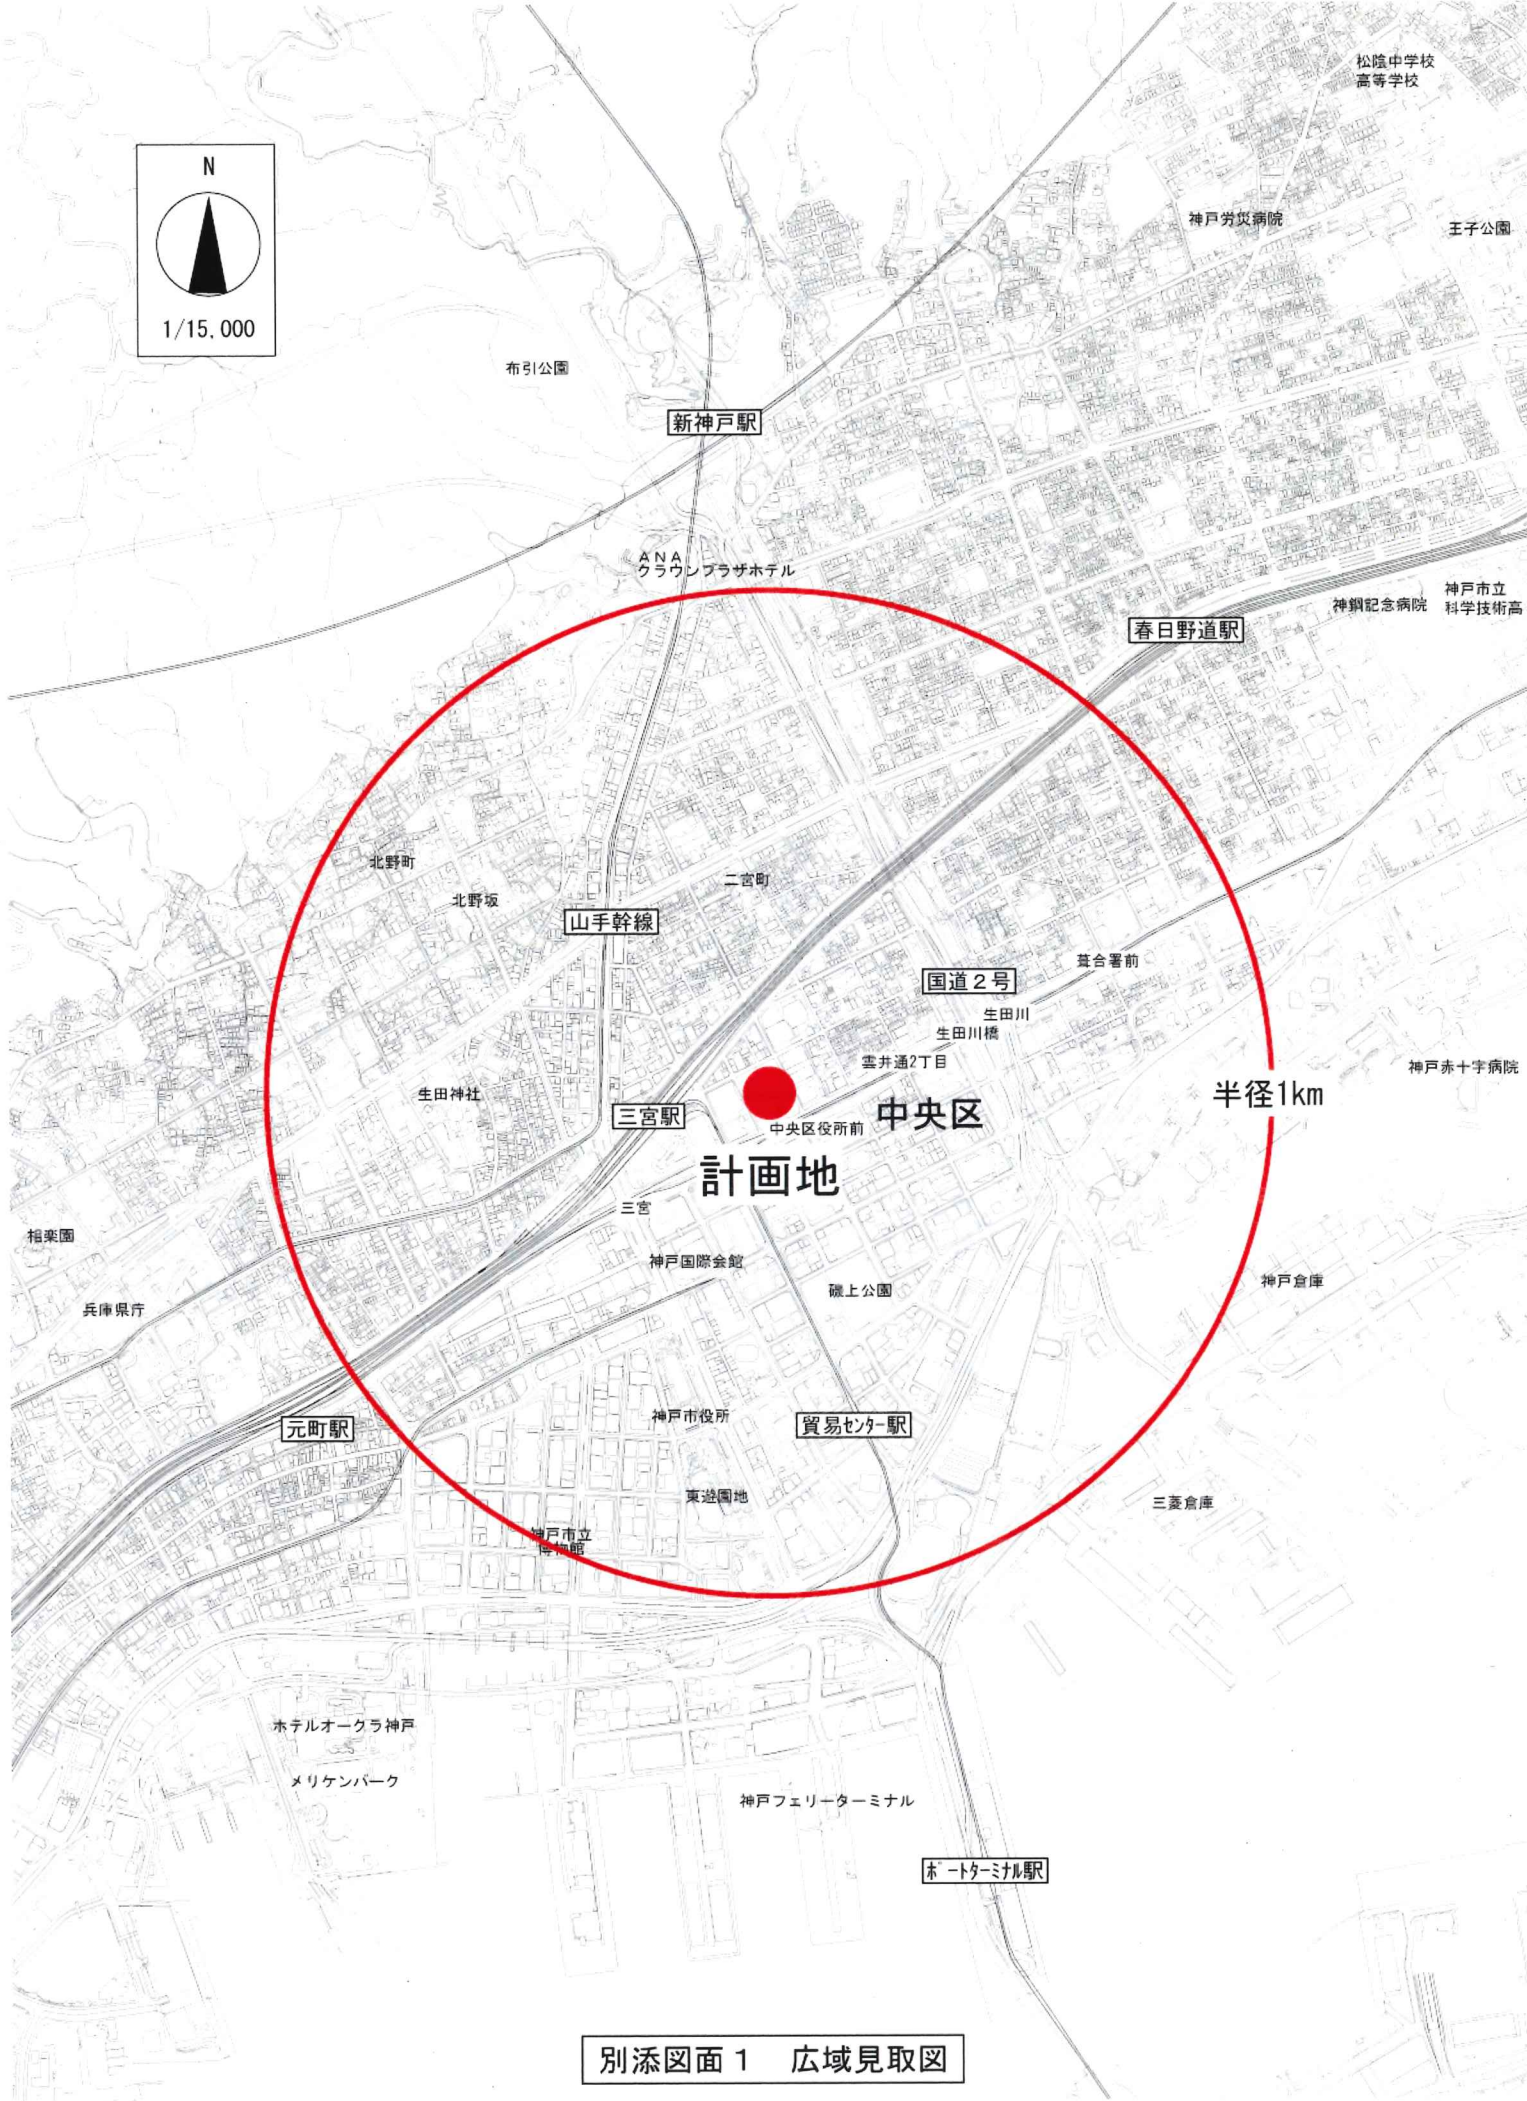 松陰中学校
高等学校
N
1/15,000
神戸労災病院
王子公園
布引公園
新神戸駅
ANA
クラウンプラザホテル
神鋼記念病院
神戸市立
科学技術高
春日野道駅
北野町
北野坂
二宮町
山手幹線
葺合署前
国道2号
生田川
生田川橋
雲井通2丁目
神戸赤十字病院
生田神社
三宮駅
中央区役所前
中央区
半径1km
計画地
三宮
相楽園
神戸国際会館
磯上公園
神戸倉庫
兵庫県庁
元町駅
神戸市役所
貿易センター駅
東遊園地
三菱倉庫
神戸市立
博物館
ホテルオークラ神戸
メリケンパーク
神戸フェリーターミナル
ポートターミナル駅
別添図面1 広域見取図